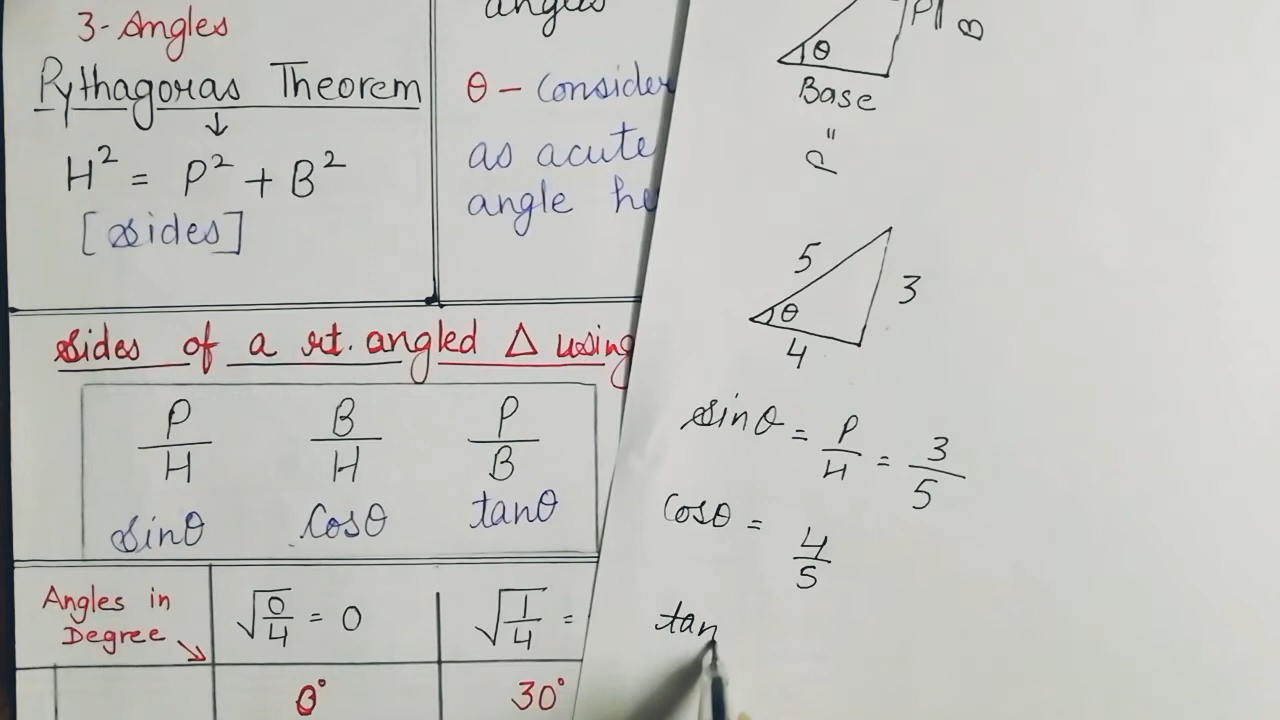 3-Angles
Pythagoras Theorem
↓
H² = P² + B²
[sides]
angles
θ - Consider
as acute
angle
sides of a rt. angled Δ using
P/H B/H P/B
sinθ cosθ tanθ
Angles in
Degree
√(0/4) = 0
√(1/4) =
0°
30°
θ
P
B
Base
P"
5
3
θ
4
sinθ = P/H = 3/5
cosθ = 4/5
tan